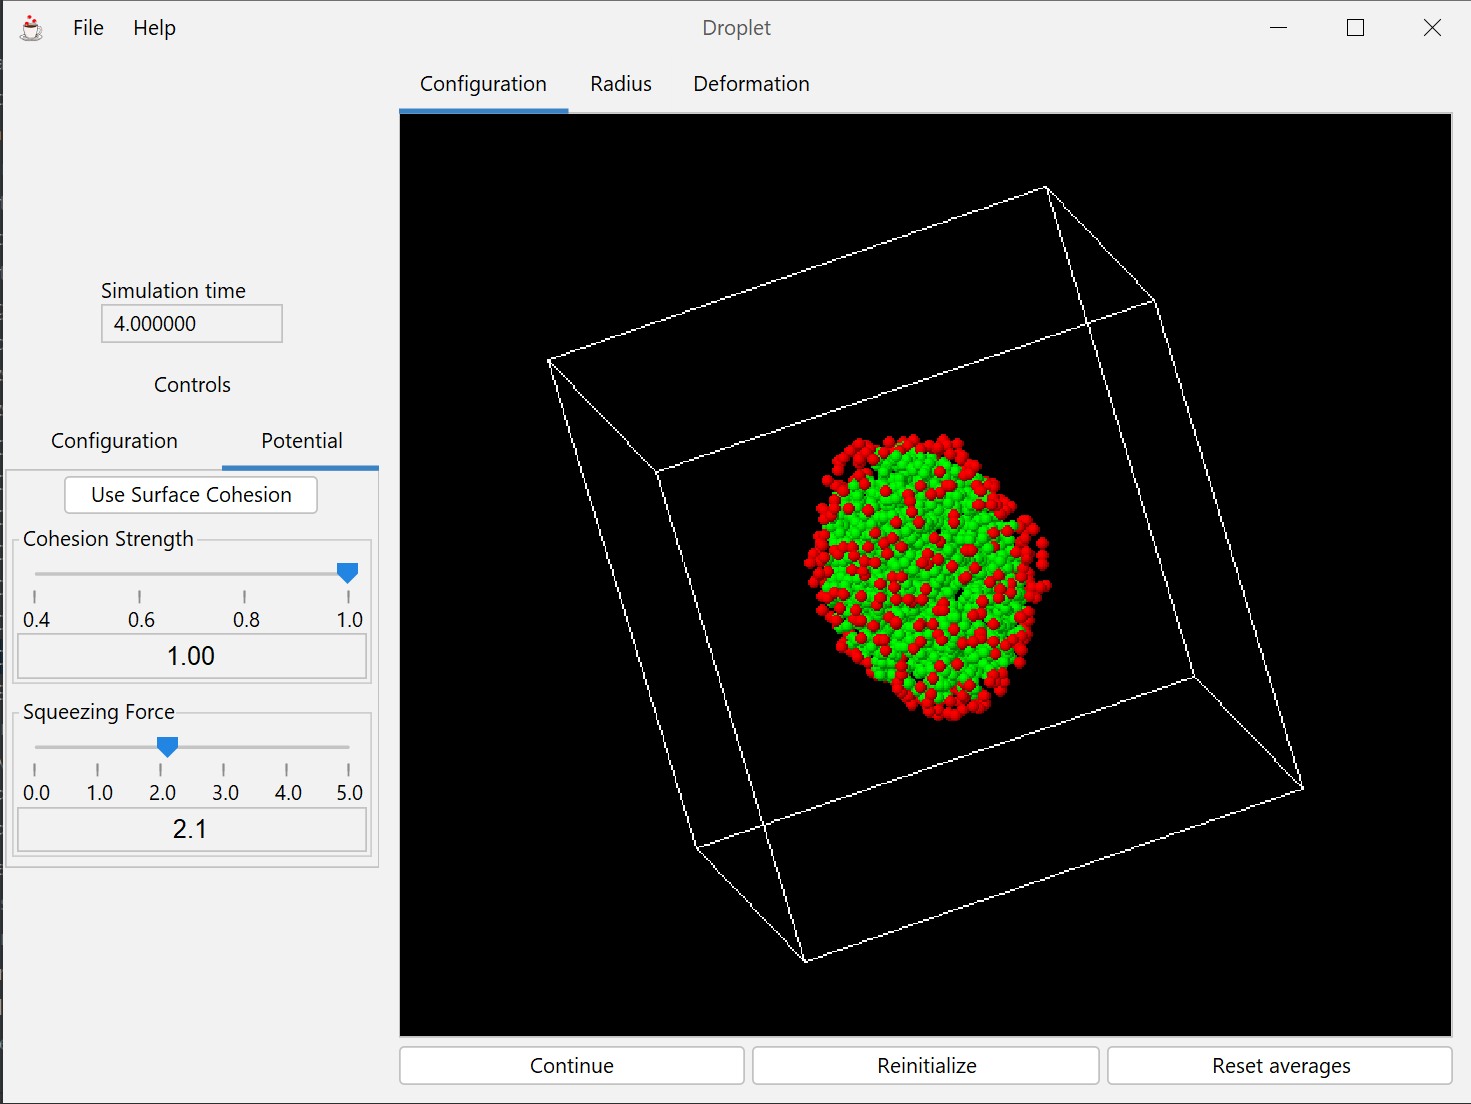 File Help Droplet
Configuration Radius Deformation
Simulation time
4.000000
Controls
Configuration Potential
Use Surface Cohesion
Cohesion Strength
0.4 0.6 0.8 1.0
1.00
Squeezing Force
0.0 1.0 2.0 3.0 4.0 5.0
2.1
Continue Reinitialize Reset averages